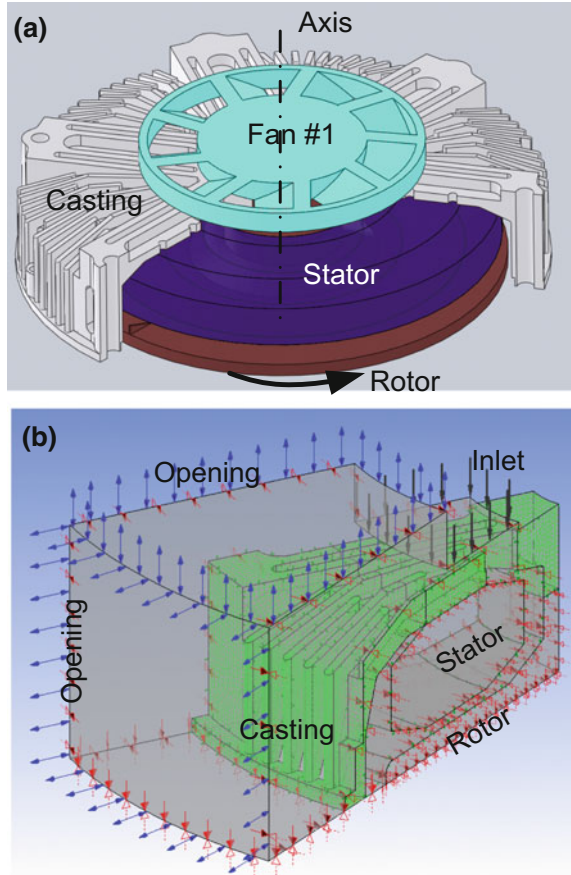 (a)
Axis
Fan #1
Casting
Stator
Rotor
(b)
Opening
Inlet
Opening
Stator
Casting
Rotor